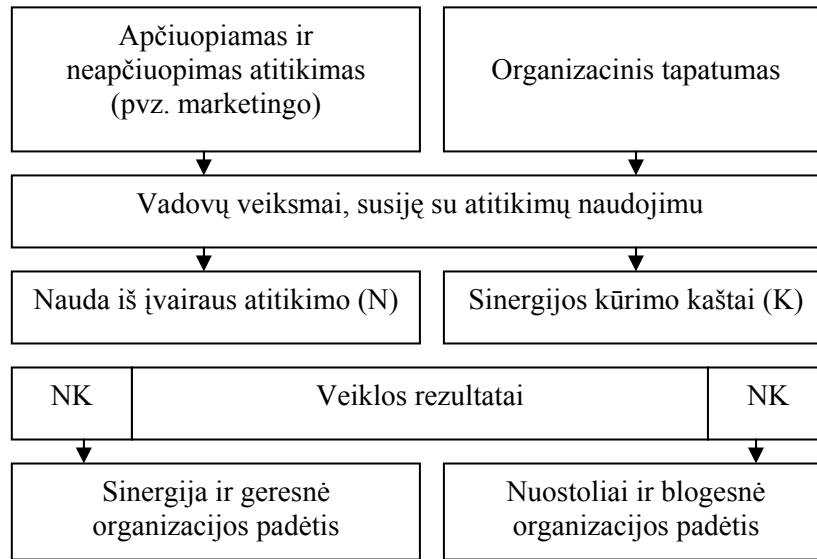 Apčiuopiamas ir
neapčiuopimas atitikimas
(pvz. marketingo)
Organizacinis tapatumas
Vadovų veiksmai, susiję su atitikimų naudojimu
Nauda iš įvairaus atitikimo (N)
Sinergijos kūrimo kaštai (K)
NK
Veiklos rezultatai
NK
Sinergija ir geresnė
organizacijos padėtis
Nuostoliai ir blogesnė
organizacijos padėtis